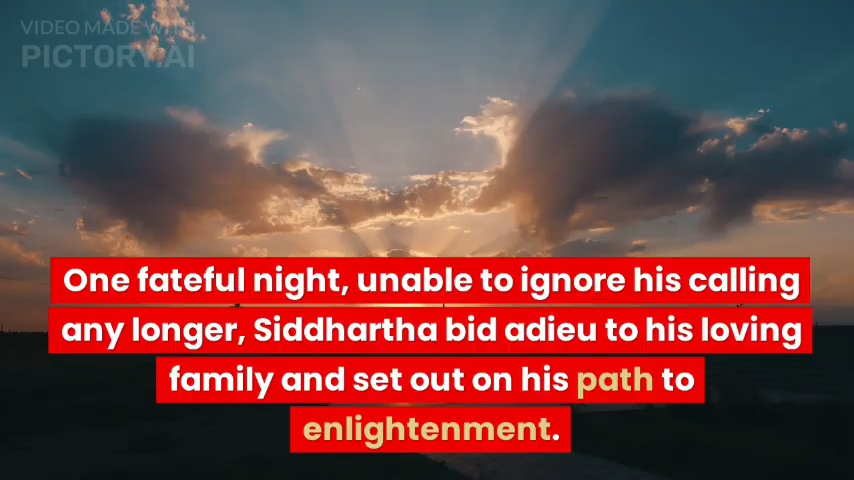 VIDEO MADE WITH
PICTORY.AI
One fateful night, unable to ignore his calling
any longer, Siddhartha bid adieu to his loving
family and set out on his path to
enlightenment.